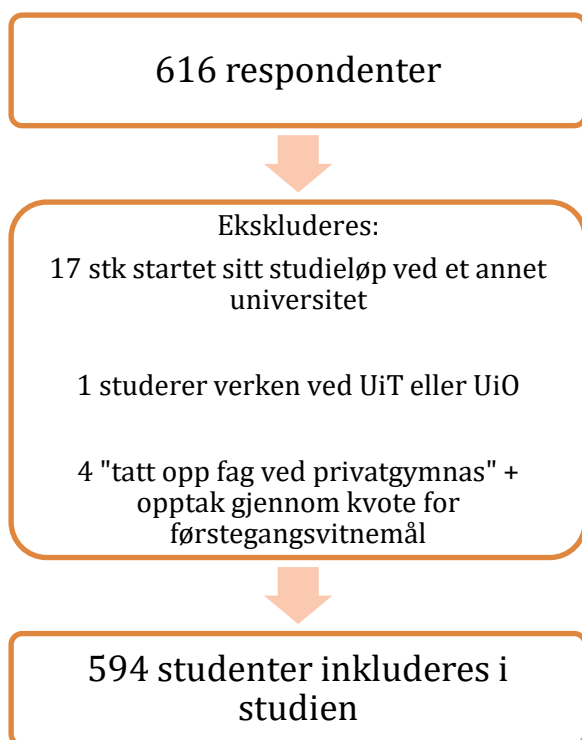 616 respondenter
Ekskluderes:
17 stk startet sitt studieløp ved et annet
universitet
1 studerer verken ved UiT eller UiO
4 "tatt opp fag ved privatgymnas" +
opptak gjennom kvote for
førstegangsvitnemål
594 studenter inkluderes i
studien